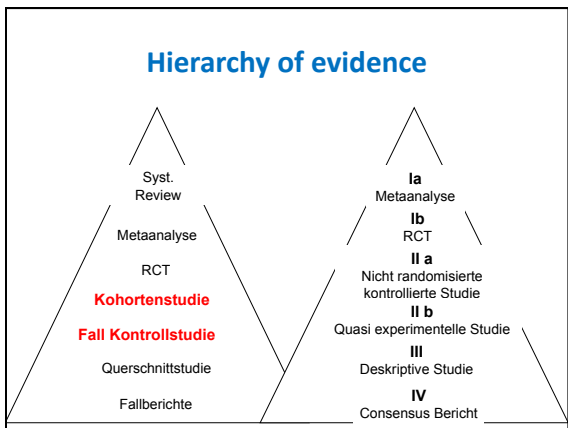 Hierarchy of evidence
Syst.
Review
Metaanalyse
RCT
Kohortenstudie
Fall Kontrollstudie
Querschnittstudie
Fallberichte
Ia
Metaanalyse
Ib
RCT
II a
Nicht randomisierte
kontrollierte Studie
II b
Quasi experimentelle Studie
III
Deskriptive Studie
IV
Consensus Bericht